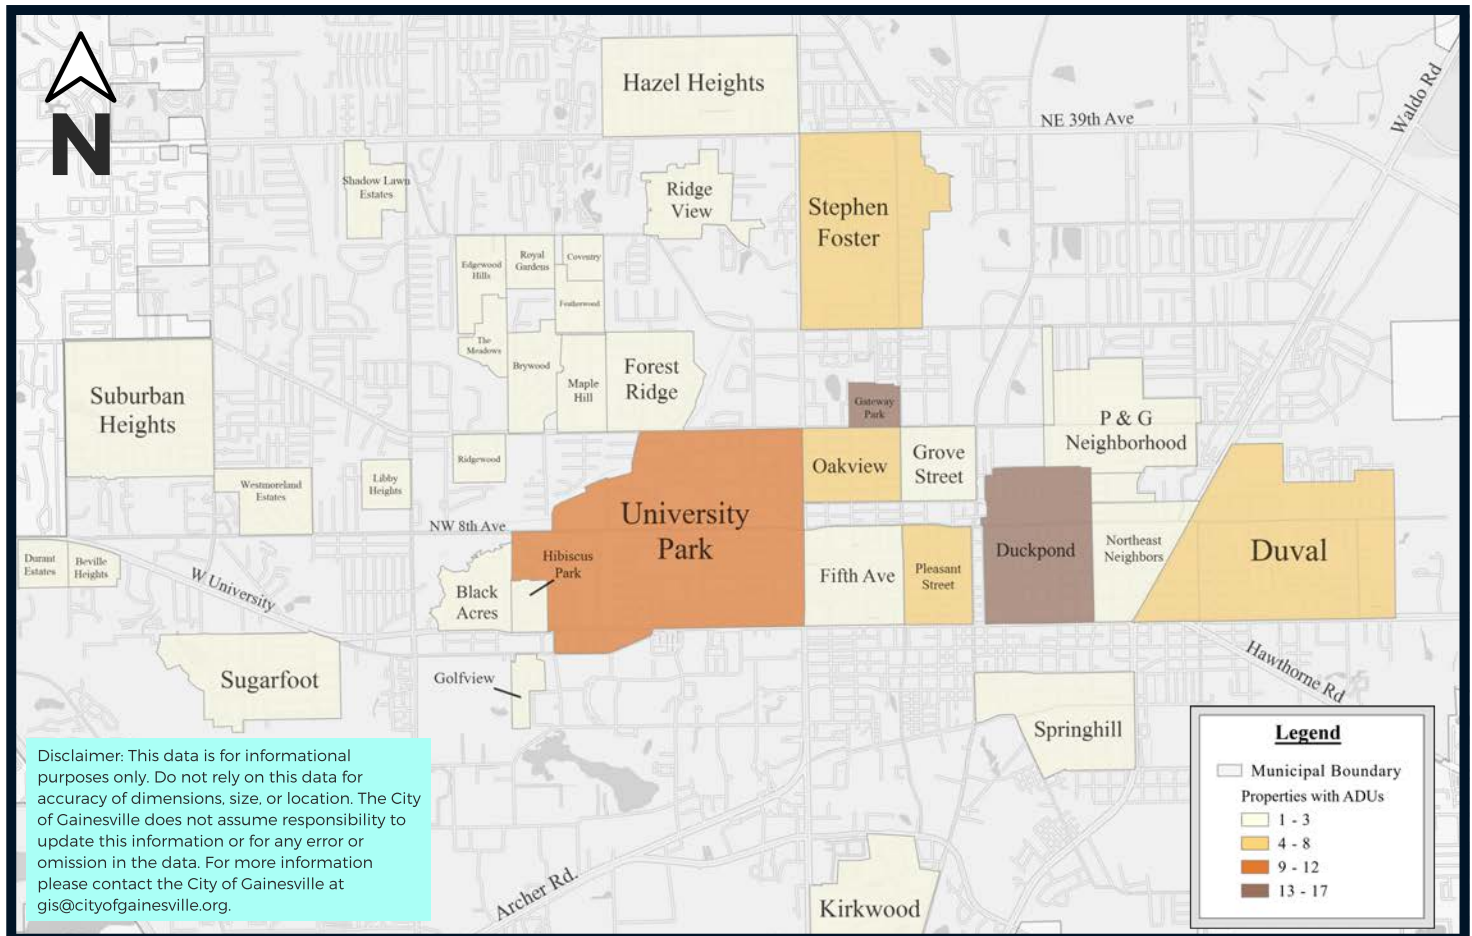 N
Hazel Heights
NE 39th Ave
Waldo Rd
Shadow Lawn
Estates
Ridge
View
Stephen
Foster
Edgewood
Hills
Royal
Gardens
Coventry
Featherwood
The
Meadows
Brywood
Maple
Hill
Forest
Ridge
Suburban
Heights
Gateway
Park
P & G
Neighborhood
Ridgewood
Oakview
Grove
Street
Westmoreland
Estates
Libby
Heights
University
Park
NW 8th Ave
Hibiscus
Park
Duckpond
Northeast
Neighbors
Duval
Durant
Estates
Beville
Heights
W University
Black
Acres
Fifth Ave
Pleasant
Street
Sugarfoot
Golfview
Hawthorne Rd
Springhill
Archer Rd.
Kirkwood
Disclaimer: This data is for informational
purposes only. Do not rely on this data for
accuracy of dimensions, size, or location. The City
of Gainesville does not assume responsibility to
update this information or for any error or
omission in the data. For more information
please contact the City of Gainesville at
gis@cityofgainesville.org.
Legend
Municipal Boundary
Properties with ADUs
1 - 3
4 - 8
9 - 12
13 - 17